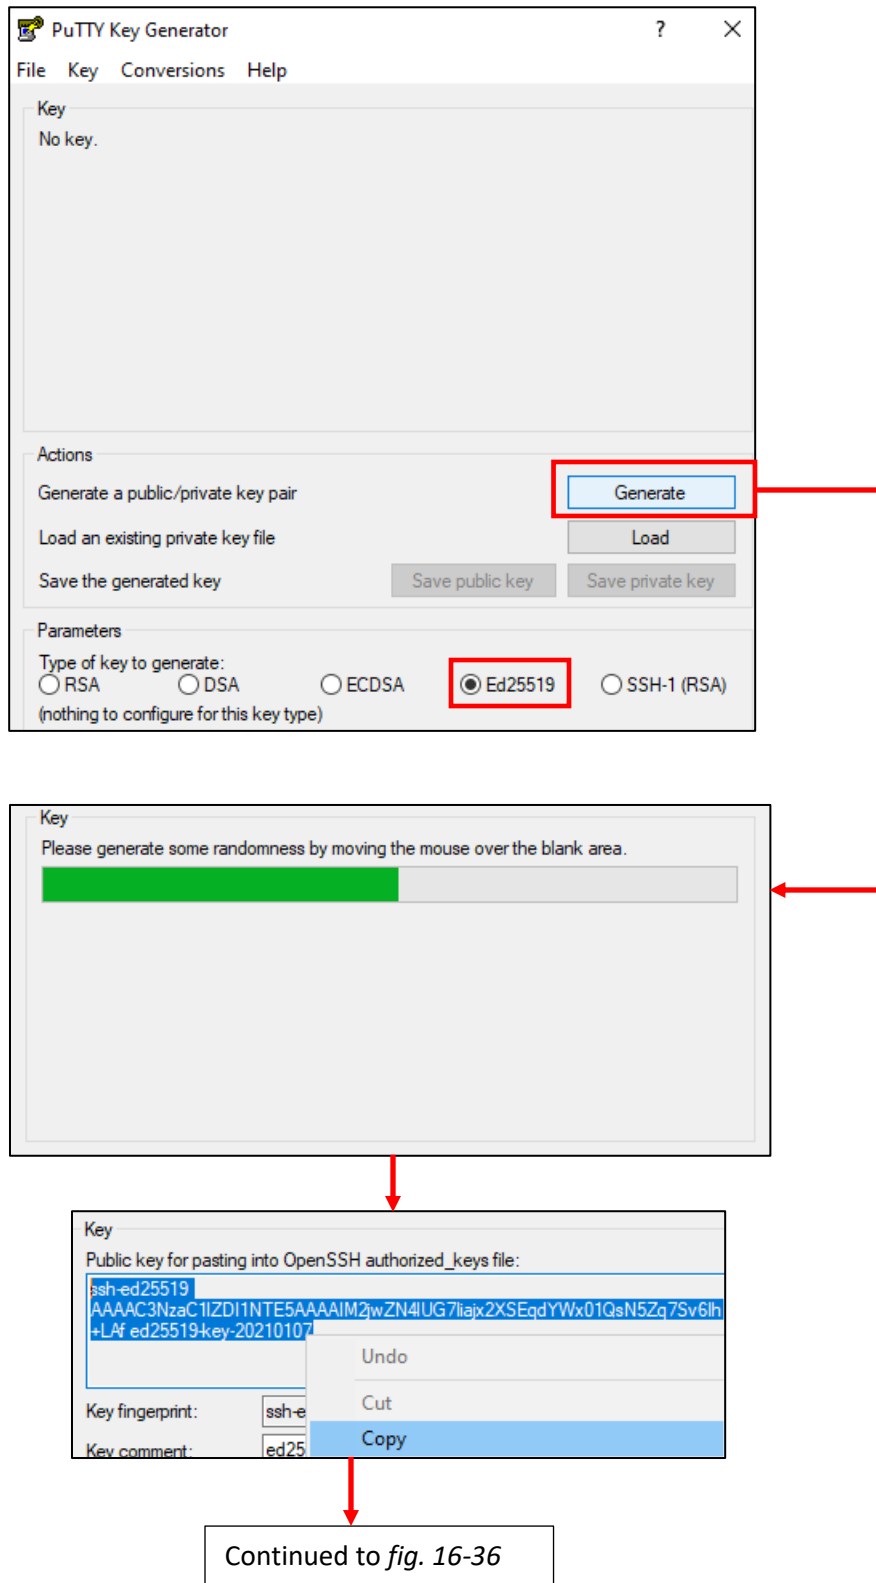 PuTTY Key Generator ? ×
File Key Conversions Help
Key
No key.
Actions
Generate a public/private key pair Generate
Load an existing private key file Load
Save the generated key Save public key Save private key
Parameters
Type of key to generate:
RSA DSA ECDSA Ed25519 SSH-1 (RSA)
(nothing to configure for this key type)
Key
Please generate some randomness by moving the mouse over the blank area.
Key
Public key for pasting into OpenSSH authorized_keys file:
ssh-ed25519
AAAAC3NzaC1lZDI1NTE5AAAAIM2jwZN4lUG7liajx2XSEqdYWx01QsN5Zq7Sv6lh
+LAf ed25519-key-20210107
Undo
Cut
Key fingerprint: ssh-e
Copy
Key comment: ed25
Continued to fig. 16-36